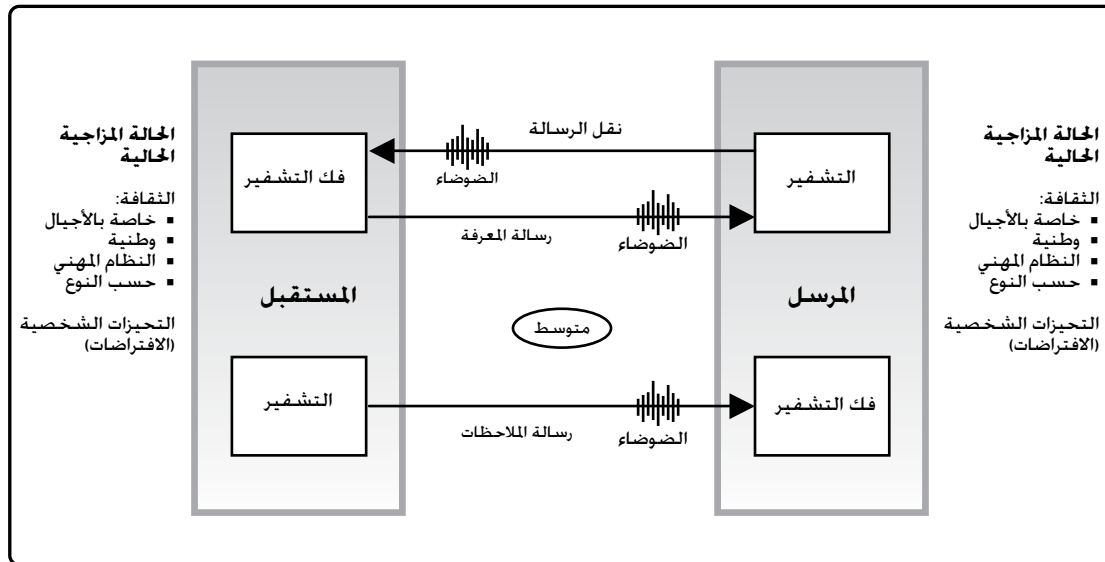 الحالة المزاجية
الحالية
الثقافة:
▪ خاصة بالأجيال
▪ وطنية
▪ النظام المهني
▪ حسب النوع
التحيزات الشخصية
(الافتراضات)
المرسل
التشفير
فك التشفير
نقل الرسالة
الضوضاء
رسالة المعرفة
الضوضاء
متوسط
رسالة الملاحظات
الضوضاء
المستقبل
فك التشفير
التشفير
الحالة المزاجية
الحالية
الثقافة:
▪ خاصة بالأجيال
▪ وطنية
▪ النظام المهني
▪ حسب النوع
التحيزات الشخصية
(الافتراضات)